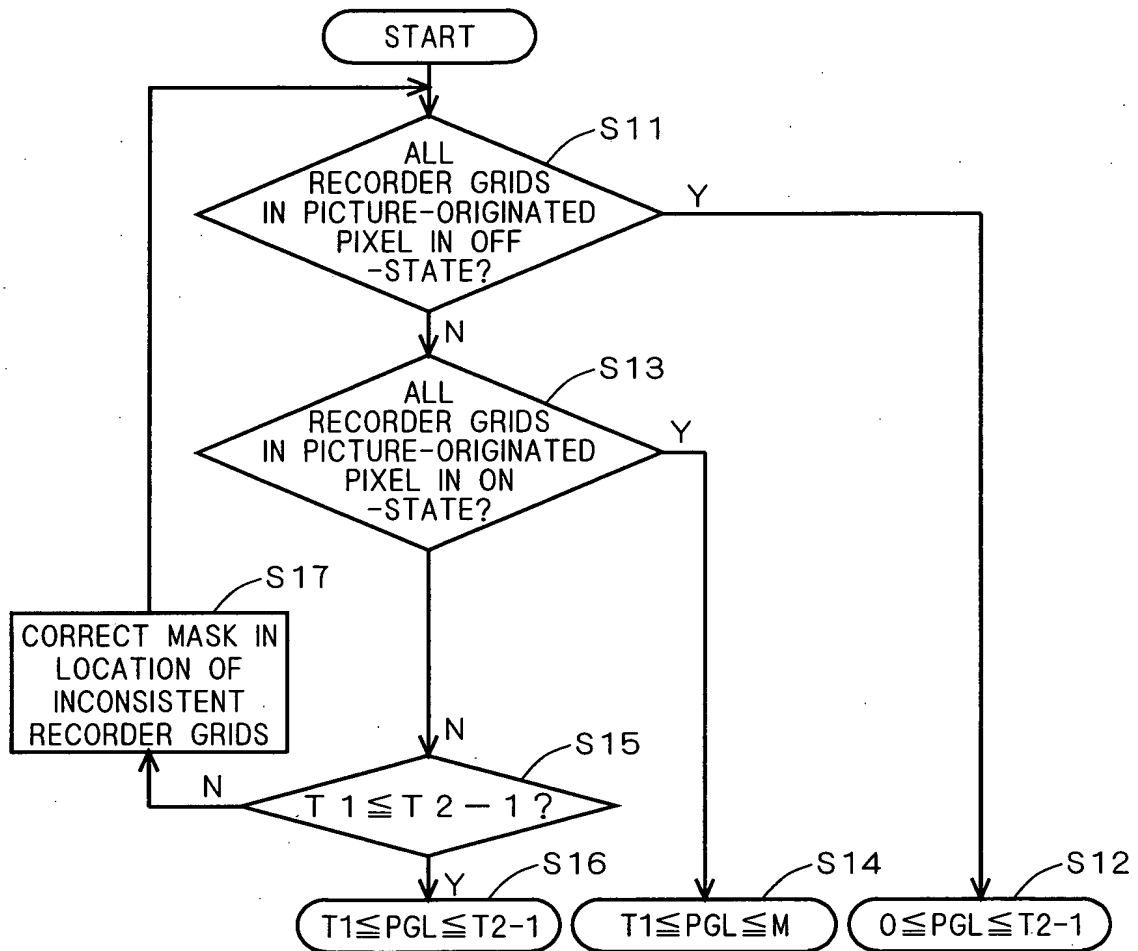 START
S11
ALL
RECORDER GRIDS
IN PICTURE-ORIGINATED
PIXEL IN OFF
-STATE?
Y
N
S13
ALL
RECORDER GRIDS
IN PICTURE-ORIGINATED
PIXEL IN ON
-STATE?
Y
S17
CORRECT MASK IN
LOCATION OF
INCONSISTENT
RECORDER GRIDS
N
S15
N
T1≦T2-1?
Y
S16
T1≦PGL≦T2-1
S14
T1≦PGL≦M
S12
0≦PGL≦T2-1